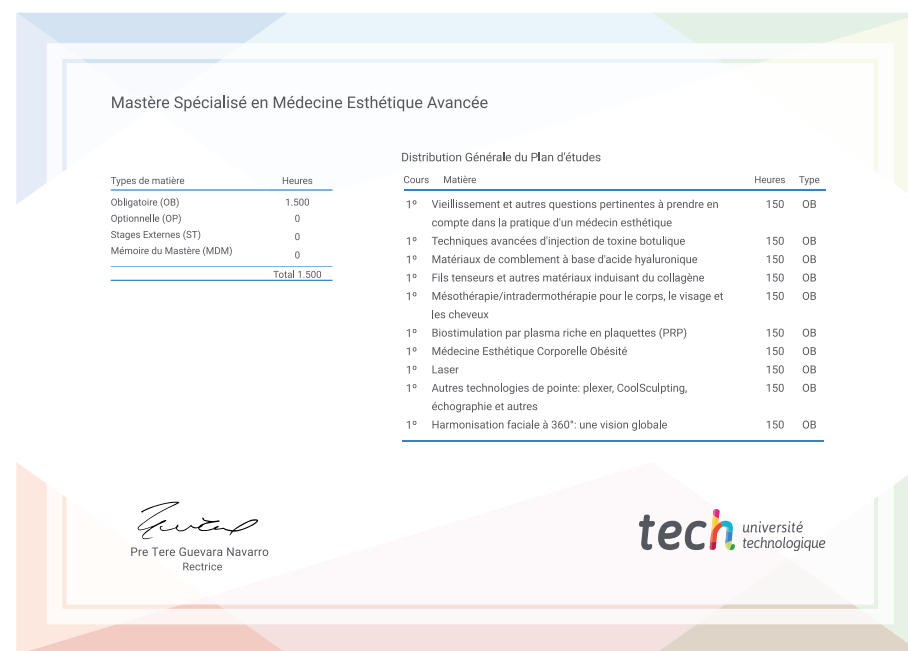 Mastère Spécialisé en Médecine Esthétique Avancée
Types de matière Heures
Obligatoire (OB) 1.500
Optionnelle (OP) 0
Stages Externes (ST) 0
Mémoire du Mastère (MDM) 0
Total 1.500
Distribution Générale du Plan d'études
Cours Matière Heures Type
1º Vieillissement et autres questions pertinentes à prendre en 150 OB
compte dans la pratique d'un médecin esthétique
1º Techniques avancées d'injection de toxine botulique 150 OB
1º Matériaux de comblement à base d'acide hyaluronique 150 OB
1º Fils tenseurs et autres matériaux induisant du collagène 150 OB
1º Mésothérapie/intradermothérapie pour le corps, le visage et 150 OB
les cheveux
1º Biostimulation par plasma riche en plaquettes (PRP) 150 OB
1º Médecine Esthétique Corporelle Obésité 150 OB
1º Laser 150 OB
1º Autres technologies de pointe: plexer, CoolSculpting, 150 OB
échographie et autres
1º Harmonisation faciale à 360°: une vision globale 150 OB
Pre Tere Guevara Navarro
Rectrice
tech université
technologique